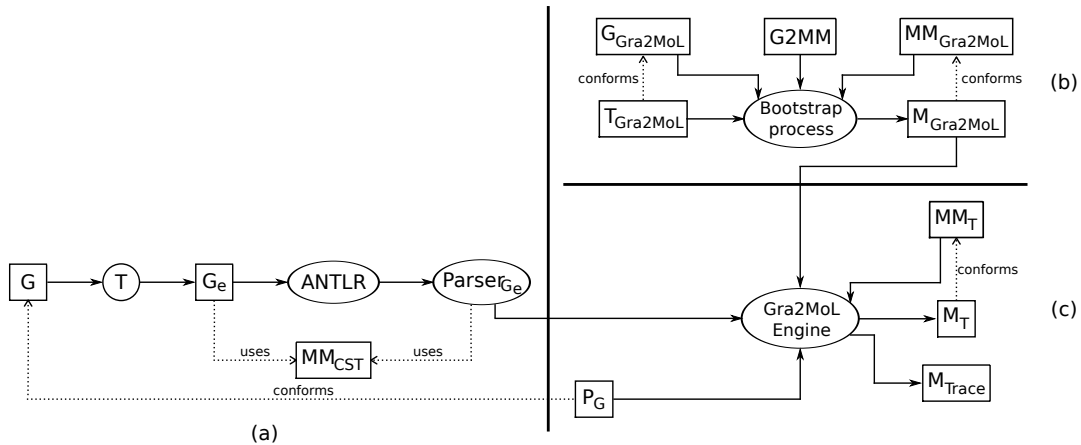 G_Gra2MoL
G2MM
MM_Gra2MoL
conforms
conforms
(b)
T_Gra2MoL
Bootstrap
process
M_Gra2MoL
MM_T
conforms
G
T
G_e
ANTLR
Parser_G_e
Gra2MoL
Engine
M_T
(c)
uses
MM_CST
uses
conforms
P_G
M_Trace
(a)